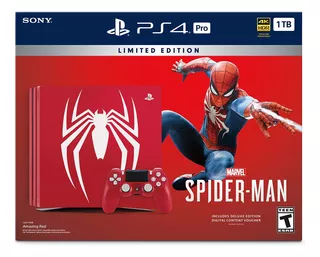 SONY
PS4 Pro
4K
HDR
1TB
LIMITED EDITION
MARVEL
SPIDER-MAN
INCLUDES DELUXE EDITION
DIGITAL CONTENT VOUCHER
Amazing Red
TEEN
T
ESRB